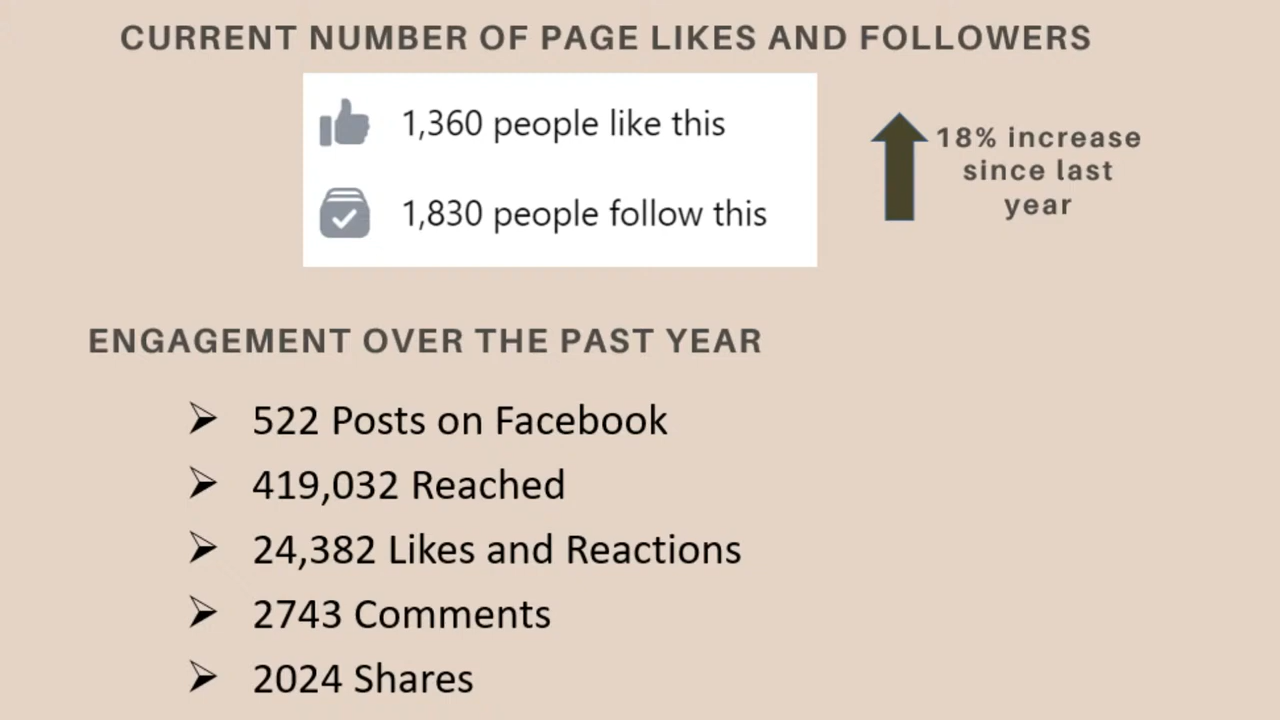 CURRENT NUMBER OF PAGE LIKES AND FOLLOWERS
1,360 people like this
1,830 people follow this
18% increase
since last
year
ENGAGEMENT OVER THE PAST YEAR
522 Posts on Facebook
419,032 Reached
24,382 Likes and Reactions
2743 Comments
2024 Shares